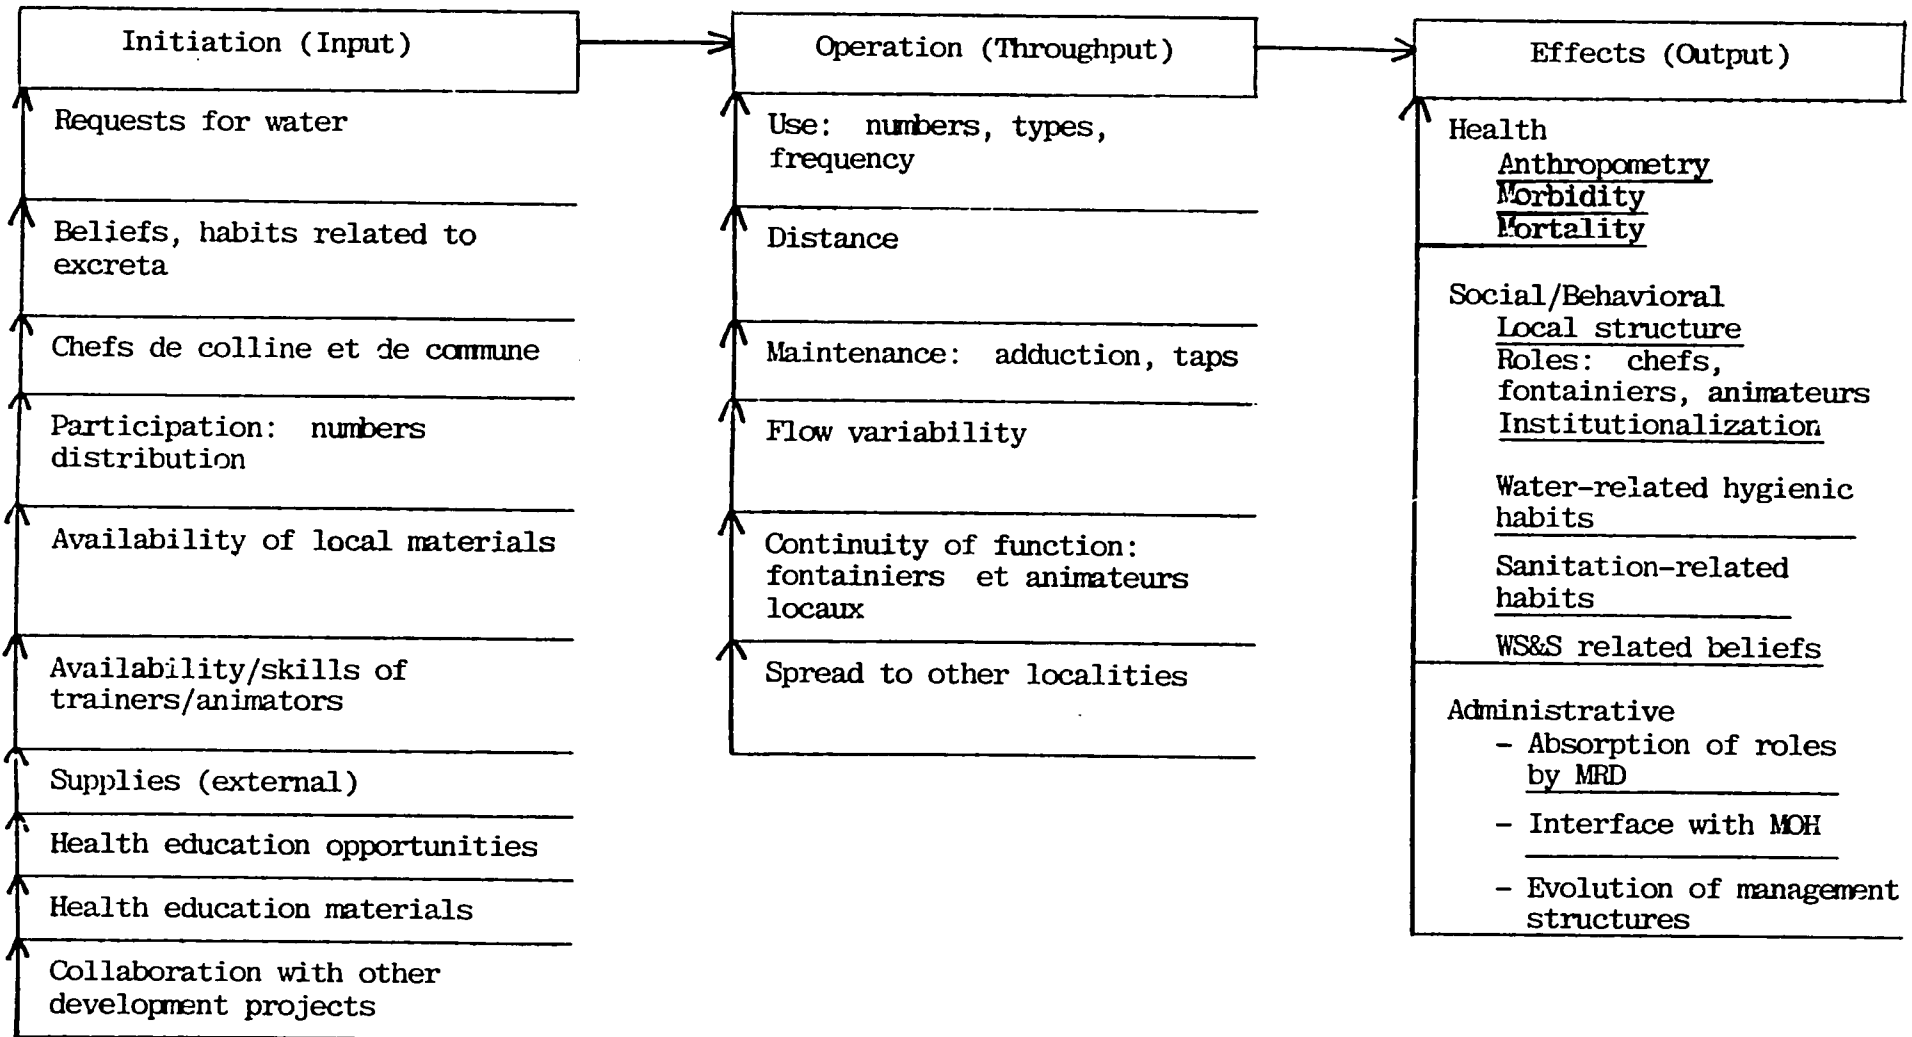 Initiation (Input)
Requests for water
Beliefs, habits related to
excreta
Chefs de colline et de commune
Participation: numbers
distribution
Availability of local materials
Availability/skills of
trainers/animators
Supplies (external)
Health education opportunities
Health education materials
Collaboration with other
development projects
Operation (Throughput)
Use: numbers, types,
frequency
Distance
Maintenance: adduction, taps
Flow variability
Continuity of function:
fontainiers et animateurs
locaux
Spread to other localities
Effects (Output)
Health
Anthropometry
Morbidity
Mortality
Social/Behavioral
Local structure
Roles: chefs,
fontainiers, animateurs
Institutionalization
Water-related hygienic
habits
Sanitation-related
habits
WS&S related beliefs
Administrative
- Absorption of roles
by MRD
- Interface with MOH
- Evolution of management
structures